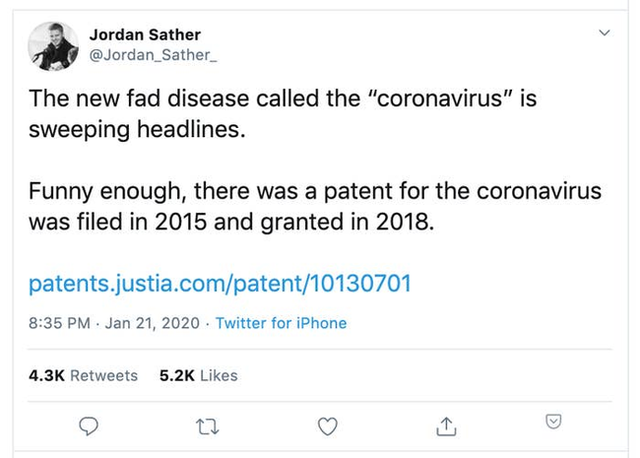 Jordan Sather
@Jordan_Sather_
The new fad disease called the “coronavirus” is
sweeping headlines.
Funny enough, there was a patent for the coronavirus
was filed in 2015 and granted in 2018.
patents.justia.com/patent/10130701
8:35 PM · Jan 21, 2020 · Twitter for iPhone
4.3K Retweets 5.2K Likes